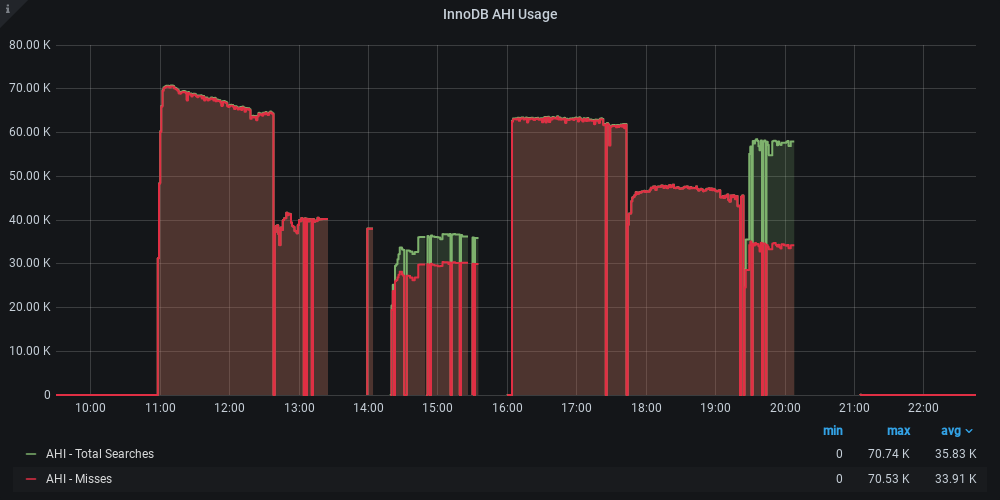 i
InnoDB AHI Usage
80.00 K
70.00 K
60.00 K
50.00 K
40.00 K
30.00 K
20.00 K
10.00 K
0
10:00 11:00 12:00 13:00 14:00 15:00 16:00 17:00 18:00 19:00 20:00 21:00 22:00
min max avg
AHI - Total Searches 0 70.74 K 35.83 K
AHI - Misses 0 70.53 K 33.91 K